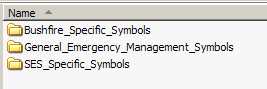 Name
Bushfire_Specific_Symbols
General_Emergency_Management_Symbols
SES_Specific_Symbols